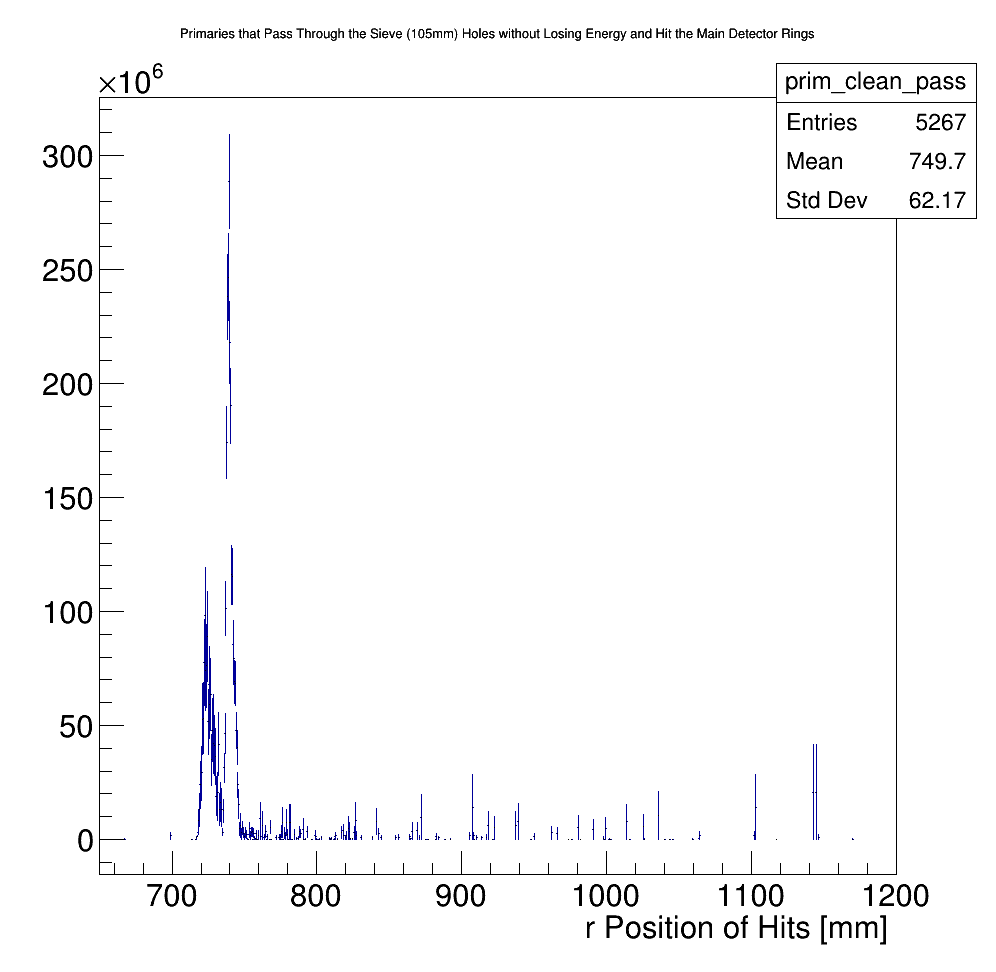 Primaries that Pass Through the Sieve (105mm) Holes without Losing Energy and Hit the Main Detector Rings
×10⁶
prim_clean_pass
Entries 5267
Mean 749.7
Std Dev 62.17
300
250
200
150
100
50
0
700 800 900 1000 1100 1200
r Position of Hits [mm]